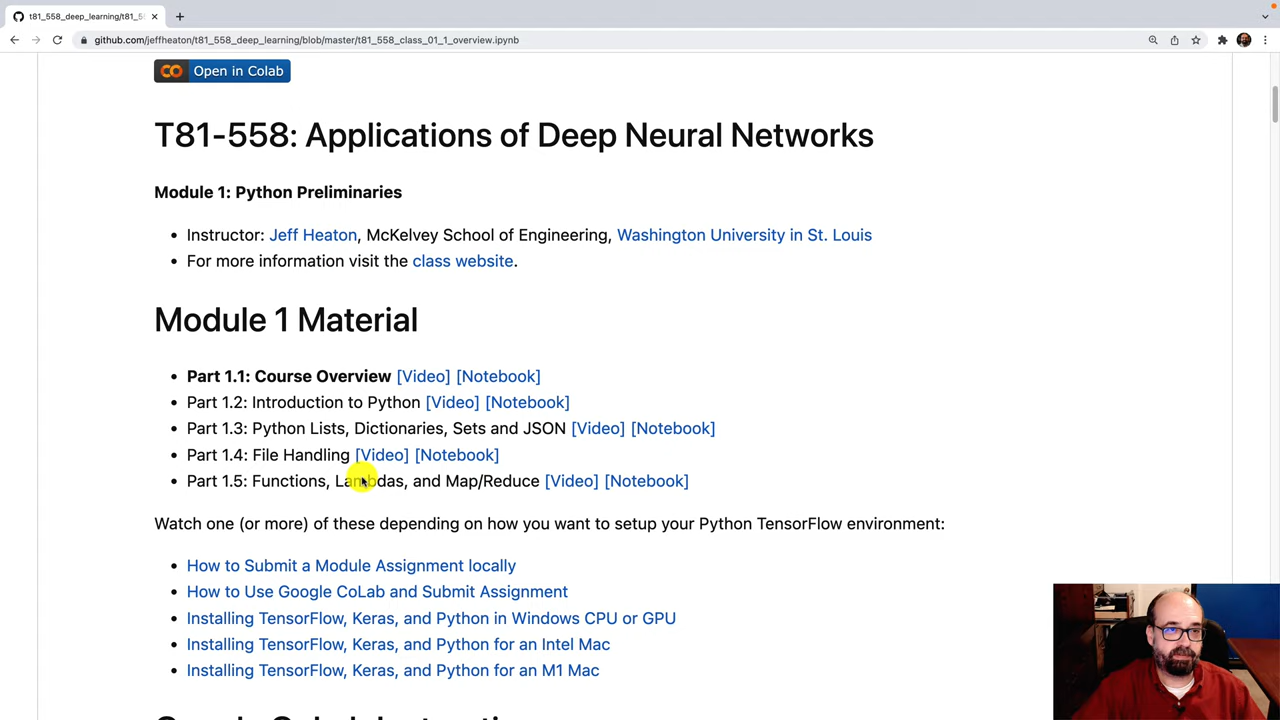 t81_558_deep_learning/t81_5
github.com/jeffheaton/t81_558_deep_learning/blob/master/t81_558_class_01_1_overview.ipynb
CO Open in Colab
T81-558: Applications of Deep Neural Networks
Module 1: Python Preliminaries
• Instructor: Jeff Heaton, McKelvey School of Engineering, Washington University in St. Louis
• For more information visit the class website.
Module 1 Material
• Part 1.1: Course Overview [Video] [Notebook]
• Part 1.2: Introduction to Python [Video] [Notebook]
• Part 1.3: Python Lists, Dictionaries, Sets and JSON [Video] [Notebook]
• Part 1.4: File Handling [Video] [Notebook]
• Part 1.5: Functions, Lambdas, and Map/Reduce [Video] [Notebook]
Watch one (or more) of these depending on how you want to setup your Python TensorFlow environment:
• How to Submit a Module Assignment locally
• How to Use Google CoLab and Submit Assignment
• Installing TensorFlow, Keras, and Python in Windows CPU or GPU
• Installing TensorFlow, Keras, and Python for an Intel Mac
• Installing TensorFlow, Keras, and Python for an M1 Mac